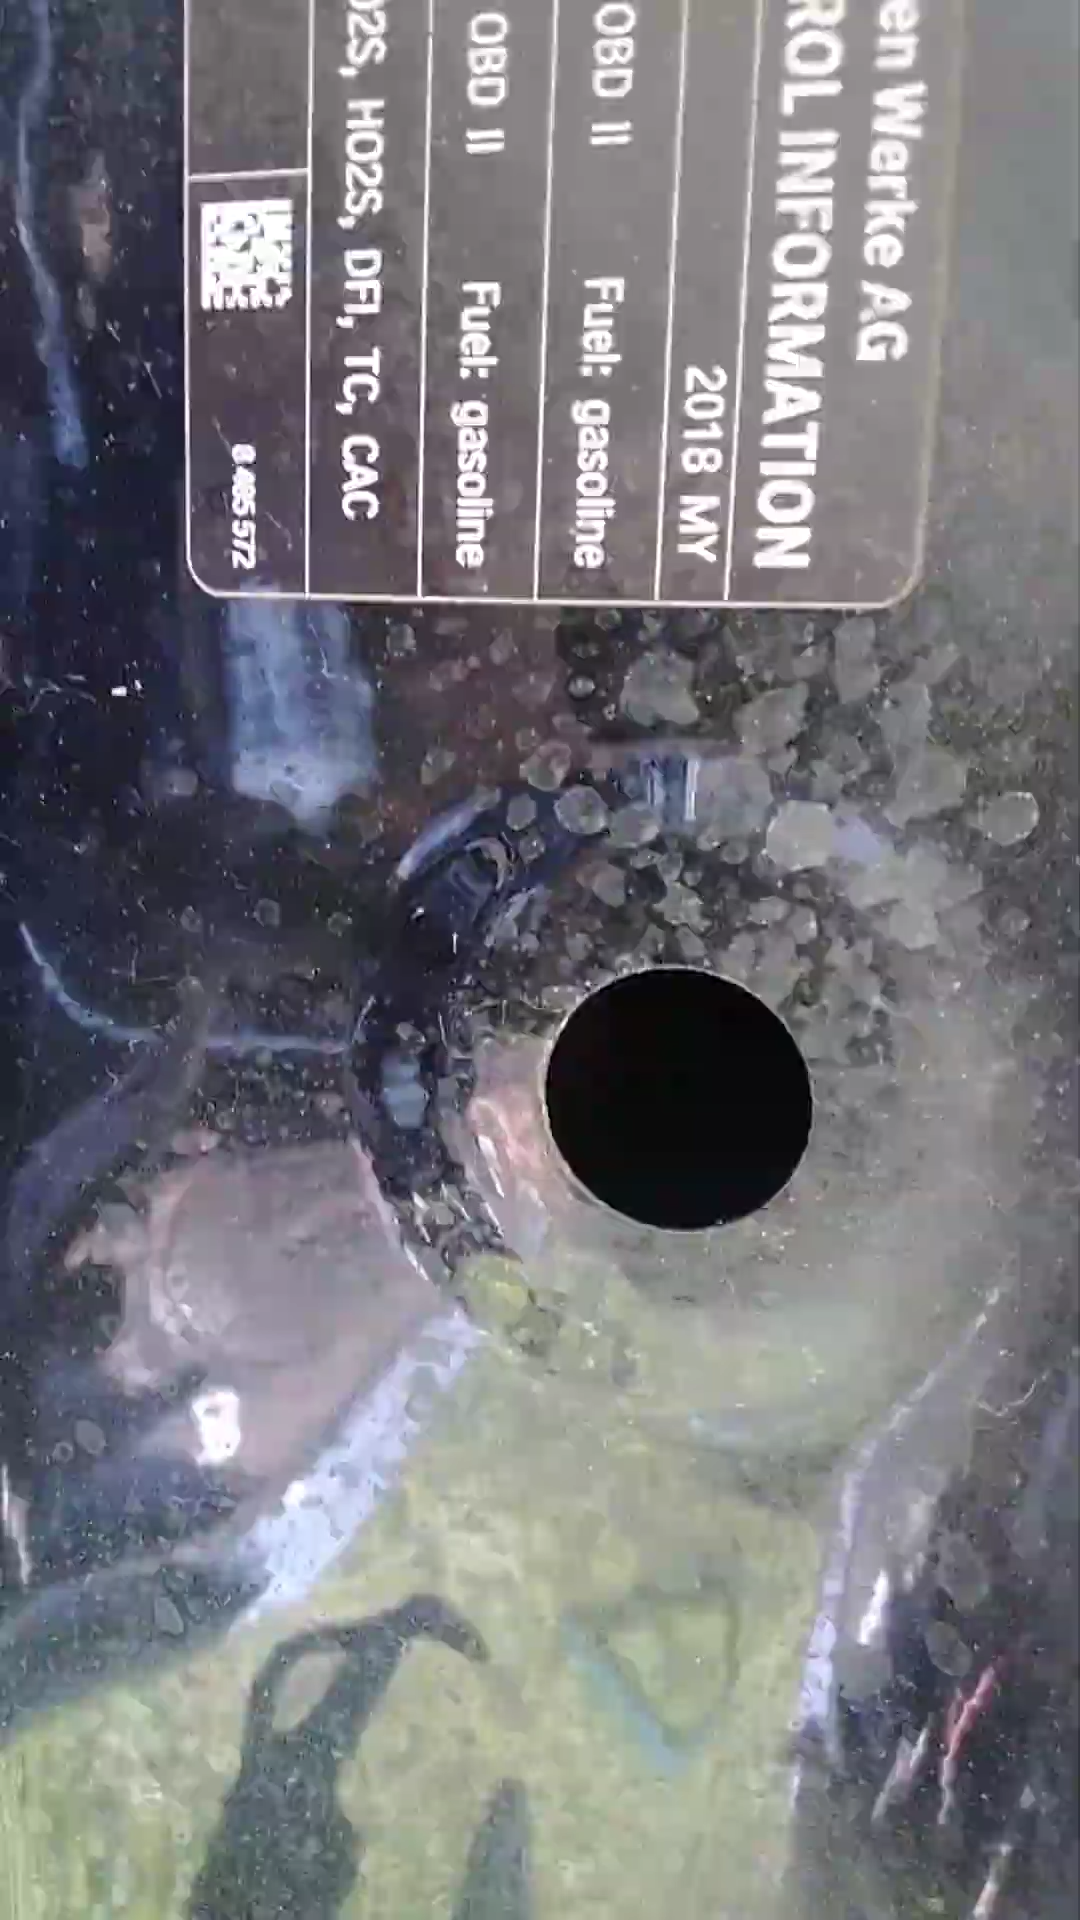 en Werke AG
ROL INFORMATION
2018 MY
OBD II Fuel: gasoline
OBD II Fuel: gasoline
O2S, HO2S, DFI, TC, CAC
8 485 572